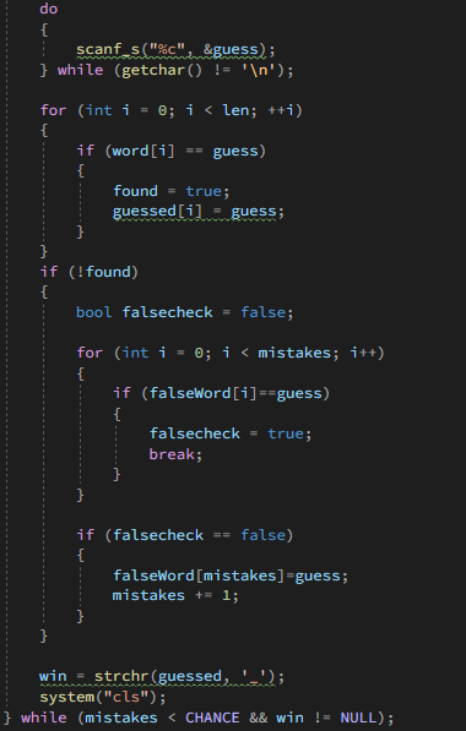 do
{
scanf_s("%c", &guess);
} while (getchar() != '\n');
for (int i = 0; i < len; ++i)
{
if (word[i] == guess)
{
found = true;
guessed[i] = guess;
}
}
if (!found)
{
bool falsecheck = false;
for (int i = 0; i < mistakes; i++)
{
if (falseWord[i]==guess)
{
falsecheck = true;
break;
}
}
if (falsecheck == false)
{
falseWord[mistakes]=guess;
mistakes += 1;
}
}
win = strchr(guessed, '_');
system("cls");
} while (mistakes < CHANCE && win != NULL);